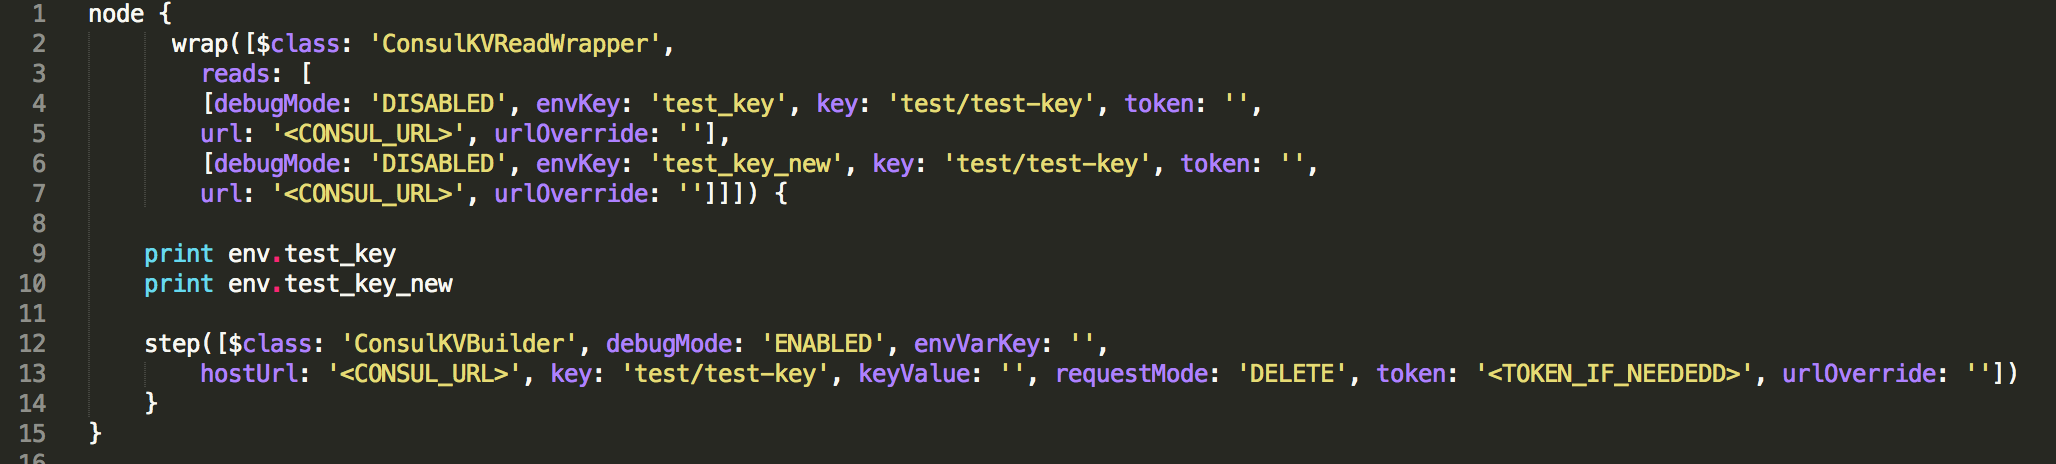 1 node {
2 wrap([$class: 'ConsulKVReadWrapper',
3 reads: [
4 [debugMode: 'DISABLED', envKey: 'test_key', key: 'test/test-key', token: '',
5 url: '<CONSUL_URL>', urlOverride: ''],
6 [debugMode: 'DISABLED', envKey: 'test_key_new', key: 'test/test-key', token: '',
7 url: '<CONSUL_URL>', urlOverride: '']]]) {
8
9 print env.test_key
10 print env.test_key_new
11
12 step([$class: 'ConsulKVBuilder', debugMode: 'ENABLED', envVarKey: '',
13 hostUrl: '<CONSUL_URL>', key: 'test/test-key', keyValue: '', requestMode: 'DELETE', token: '<TOKEN_IF_NEEDEDD>', urlOverride: ''])
14 }
15 }
16